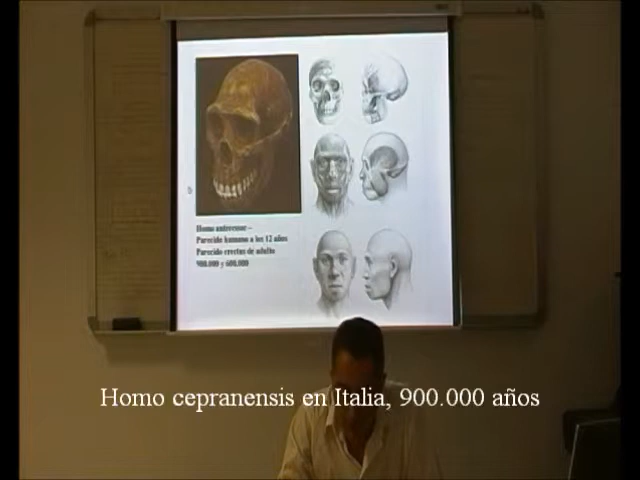 Homo antecessor –
Parecido humano a los 12 años
Parecido erectus de adulto
900.000 y 600.000
Homo cepranensis en Italia, 900.000 años